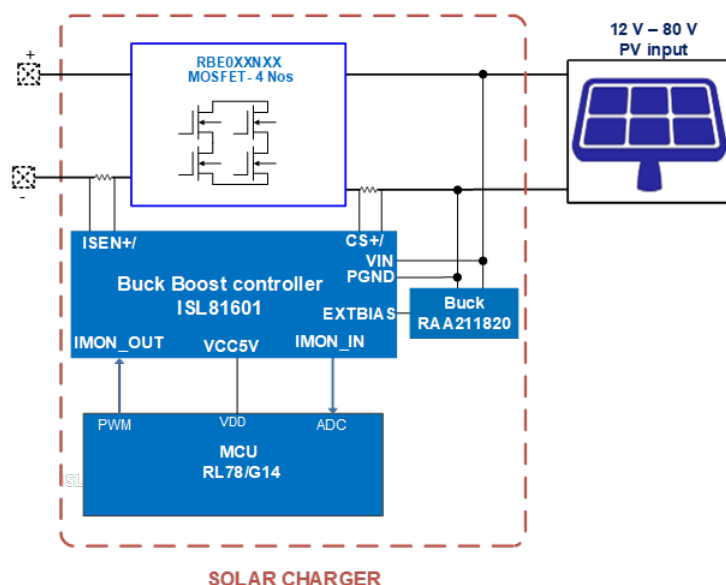 +
12 V – 80 V
PV input
RBE0XXNXX
MOSFET- 4 Nos
-
ISEN+/
CS+/
VIN
PGND
Buck Boost controller
ISL81601
EXTBIAS
Buck
RAA211820
IMON_OUT
VCC5V
IMON_IN
PWM
VDD
ADC
MCU
RL78/G14
SOLAR CHARGER